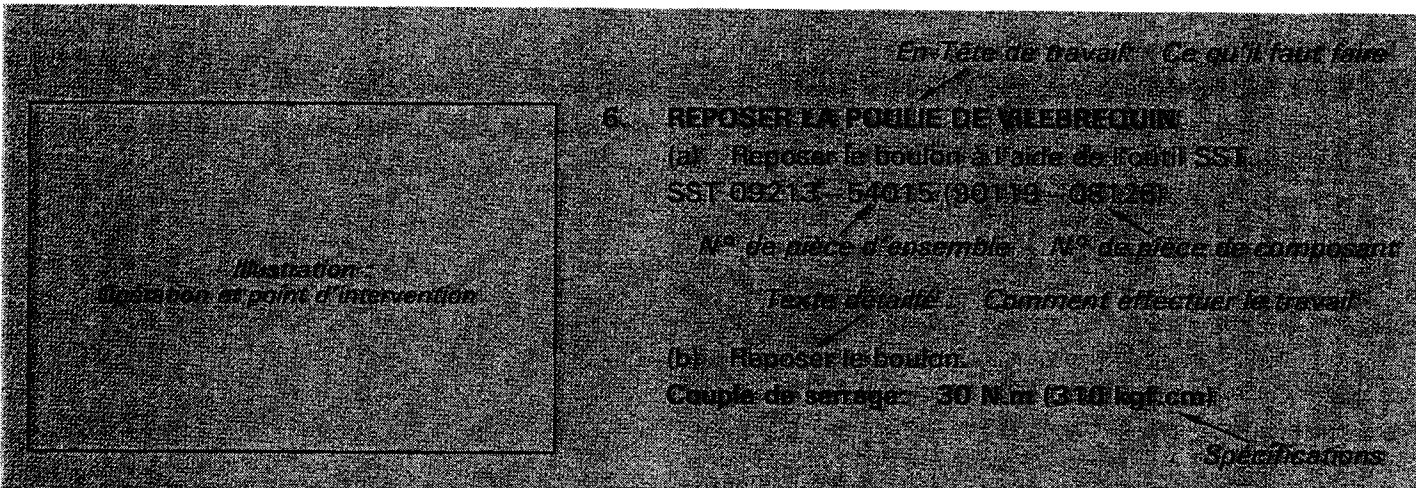 En-Tête de travail : Ce qu'il faut faire
6. REPOSER LA POULIE DE VILEBREQUIN
(a) Reposer le boulon à l'aide de l'outil SST.
SST 09213–54015 (90119–08126)
N° de pièce d'ensemble N° de pièce de composant
Illustration :
Opération et point d'intervention
Texte détaillé : Comment effectuer le travail
(b) Reposer le boulon.
Couple de serrage: 30 N.m (310 kgf.cm)
Spécifications